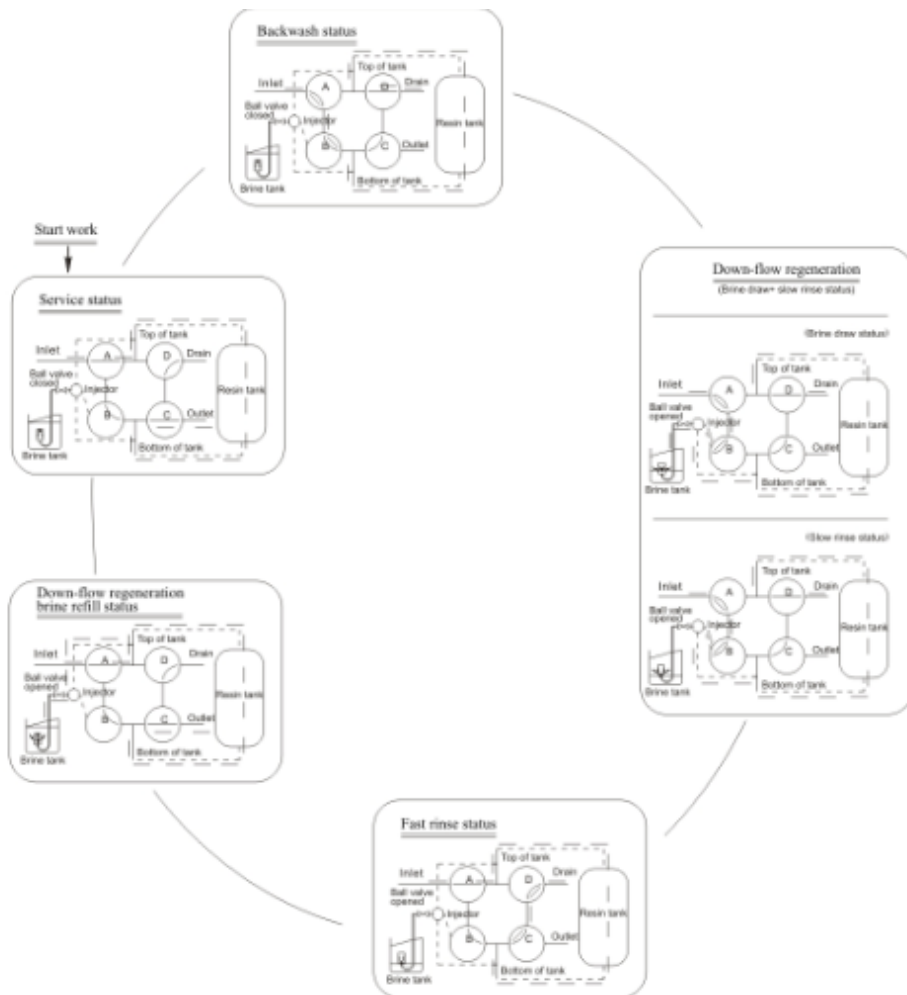 Backwash status
Top of tank
Inlet
A
D
Drain
Ball valve
closed
Injector
Resin tank
B
C
Outlet
Brine tank
Bottom of tank
Start work
Service status
Top of tank
Inlet
A
D
Drain
Ball valve
closed
Injector
Resin tank
B
C
Outlet
Brine tank
Bottom of tank
Down-flow regeneration
(Brine draw+ slow rinse status)
(Brine draw status)
Top of tank
Inlet
A
D
Drain
Ball valve
opened
Injector
Resin tank
B
C
Outlet
Brine tank
Bottom of tank
(Slow rinse status)
Top of tank
Inlet
A
D
Drain
Ball valve
opened
Injector
Resin tank
B
C
Outlet
Brine tank
Bottom of tank
Down-flow regeneration
brine refill status
Top of tank
Inlet
A
D
Drain
Ball valve
opened
Injector
Resin tank
B
C
Outlet
Brine tank
Bottom of tank
Fast rinse status
Top of tank
Inlet
A
D
Drain
Ball valve
opened
Injector
Resin tank
B
C
Outlet
Brine tank
Bottom of tank